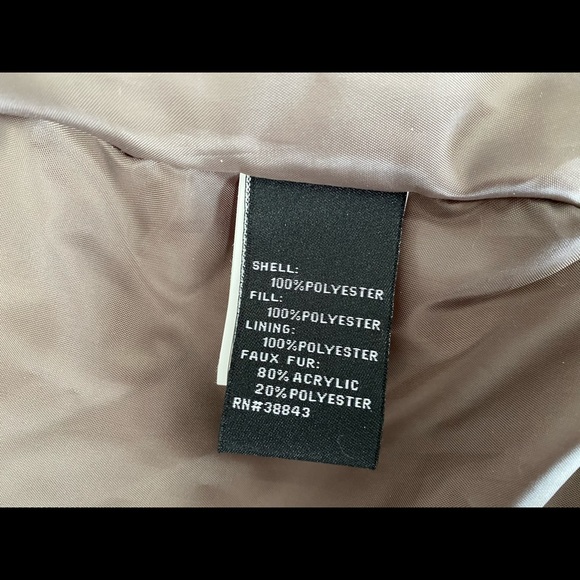 SHELL:
100%POLYESTER
FILL:
100%POLYESTER
LINING:
100%POLYESTER
FAUX FUR:
80%ACRYLIC
20%POLYESTER
RN#38843